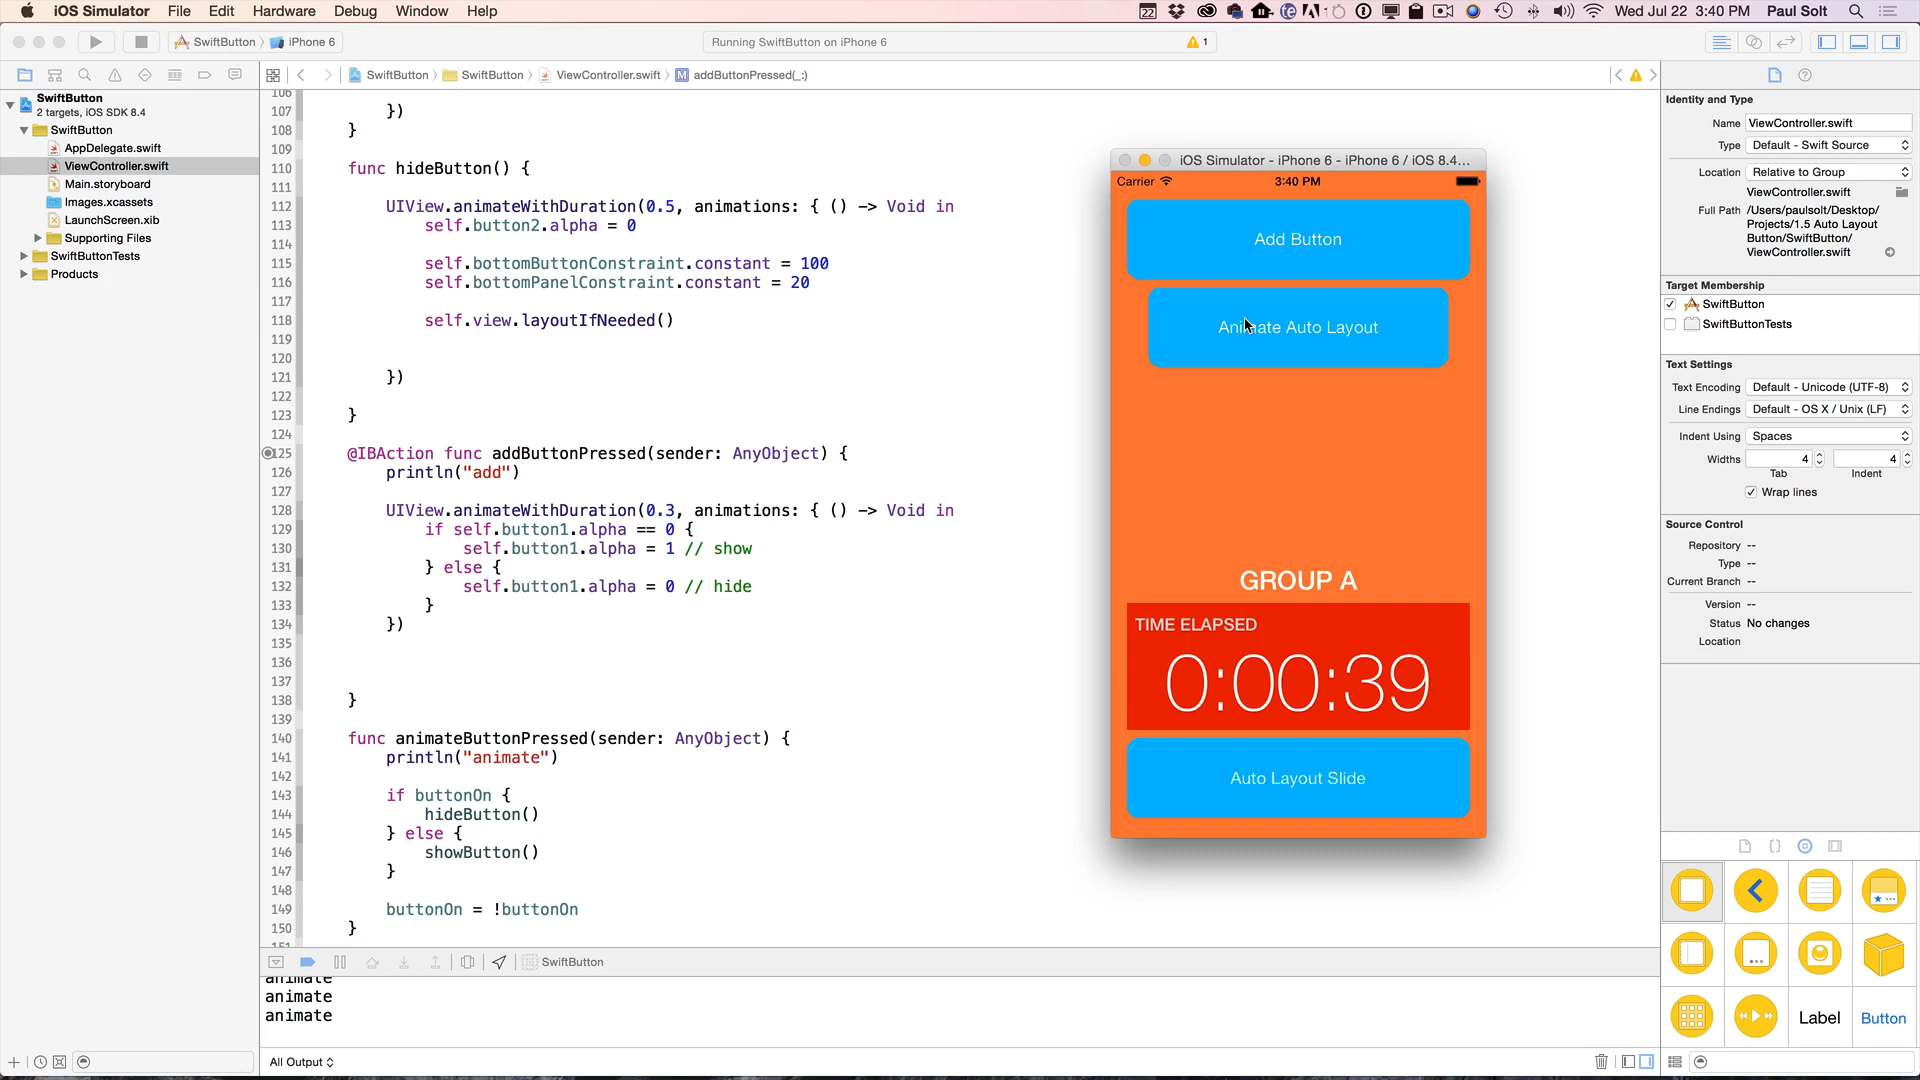 iOS Simulator File Edit Hardware Debug Window Help
22 Wed Jul 22 3:40 PM Paul Solt
SwiftButton iPhone 6
Running SwiftButton on iPhone 6
1
SwiftButton SwiftButton ViewController.swift M addButtonPressed(_:)
SwiftButton
2 targets, iOS SDK 8.4
SwiftButton
AppDelegate.swift
ViewController.swift
Main.storyboard
Images.xcassets
LaunchScreen.xib
Supporting Files
SwiftButtonTests
Products
106
107 })
108 }
109
110 func hideButton() {
111
112 UIView.animateWithDuration(0.5, animations: { () -> Void in
113 self.button2.alpha = 0
114
115 self.bottomButtonConstraint.constant = 100
116 self.bottomPanelConstraint.constant = 20
117
118 self.view.layoutIfNeeded()
119
120
121 })
122
123 }
124
125 @IBAction func addButtonPressed(sender: AnyObject) {
126 println("add")
127
128 UIView.animateWithDuration(0.3, animations: { () -> Void in
129 if self.button1.alpha == 0 {
130 self.button1.alpha = 1 // show
131 } else {
132 self.button1.alpha = 0 // hide
133 }
134 })
135
136
137
138 }
139
140 func animateButtonPressed(sender: AnyObject) {
141 println("animate")
142
143 if buttonOn {
144 hideButton()
145 } else {
146 showButton()
147 }
148
149 buttonOn = !buttonOn
150 }
151
SwiftButton
animate
animate
animate
All Output
iOS Simulator - iPhone 6 - iPhone 6 / iOS 8.4...
Carrier 3:40 PM
Add Button
Animate Auto Layout
GROUP A
TIME ELAPSED
0:00:39
Auto Layout Slide
Identity and Type
Name ViewController.swift
Type Default - Swift Source
Location Relative to Group
ViewController.swift
Full Path /Users/paulsolt/Desktop/
Projects/1.5 Auto Layout
Button/SwiftButton/
ViewController.swift
Target Membership
SwiftButton
SwiftButtonTests
Text Settings
Text Encoding Default - Unicode (UTF-8)
Line Endings Default - OS X / Unix (LF)
Indent Using Spaces
Widths 4 4
Tab Indent
Wrap lines
Source Control
Repository --
Type --
Current Branch --
Version --
Status No changes
Location
Label Button